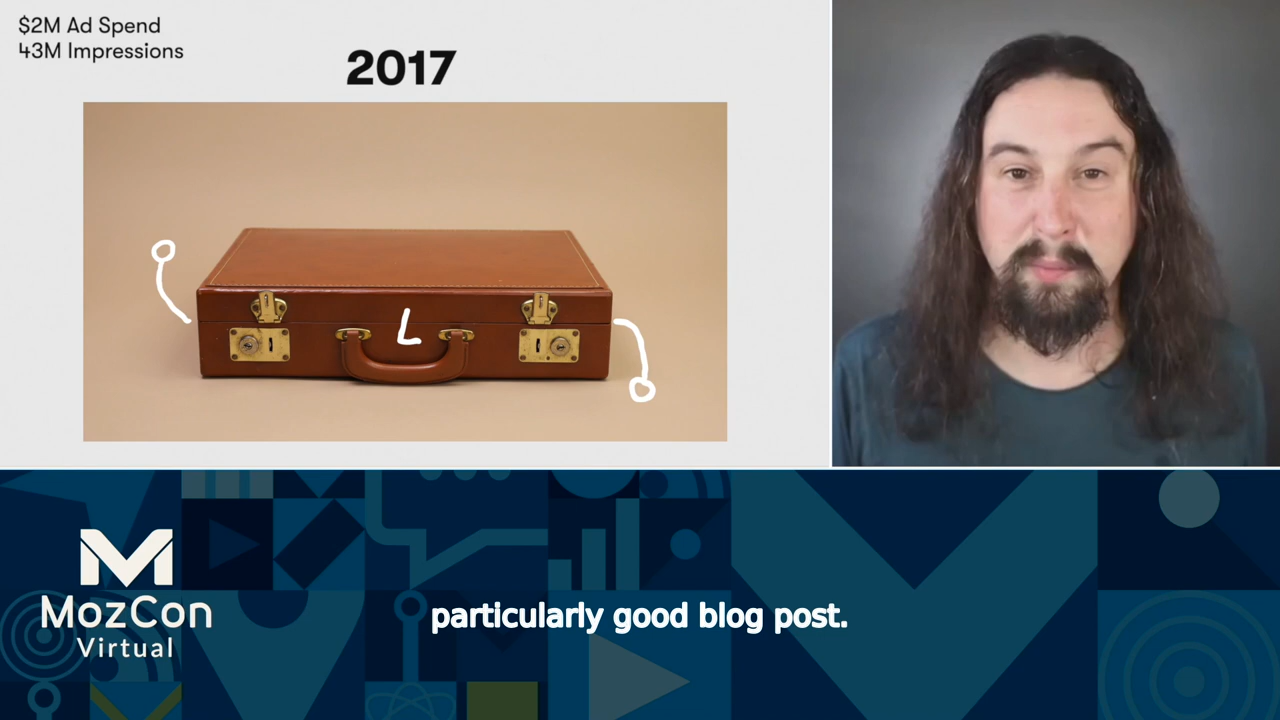 $2M Ad Spend
43M Impressions
2017
L
MozCon
Virtual
particularly good blog post.